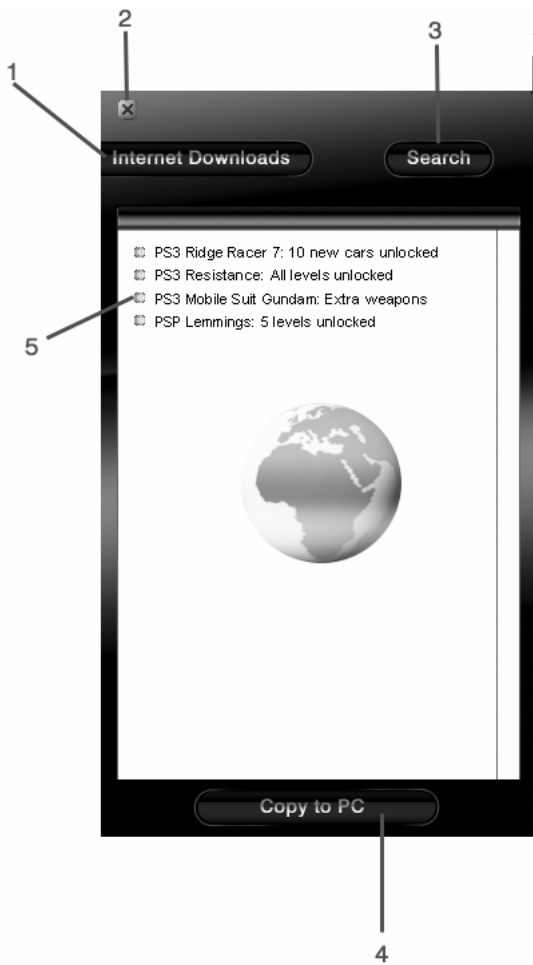 2
3
1
Internet Downloads
Search
PS3 Ridge Racer 7: 10 new cars unlocked
PS3 Resistance: All levels unlocked
PS3 Mobile Suit Gundam: Extra weapons
PSP Lemmings: 5 levels unlocked
5
Copy to PC
4